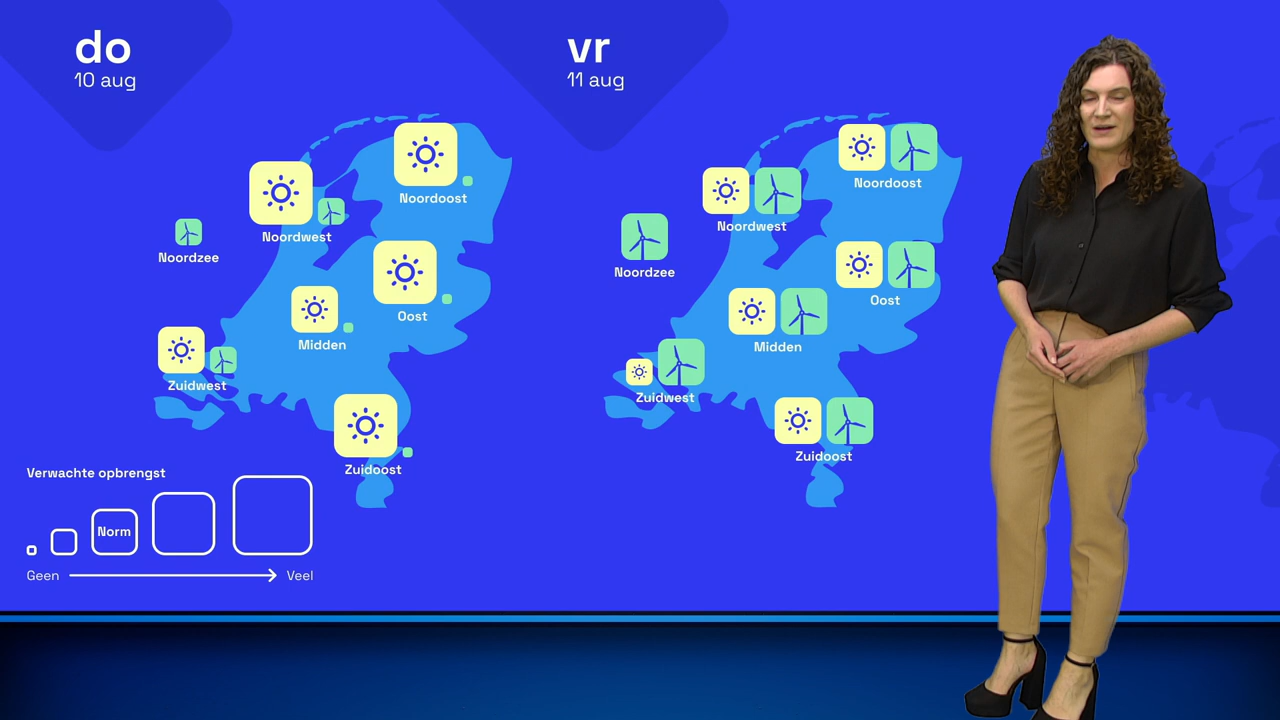 do
10 aug
Noordoost
Noordwest
Noordzee
Oost
Midden
Zuidwest
Zuidoost
vr
11 aug
Noordoost
Noordwest
Noordzee
Oost
Midden
Zuidwest
Zuidoost
Verwachte opbrengst
Norm
Geen
Veel